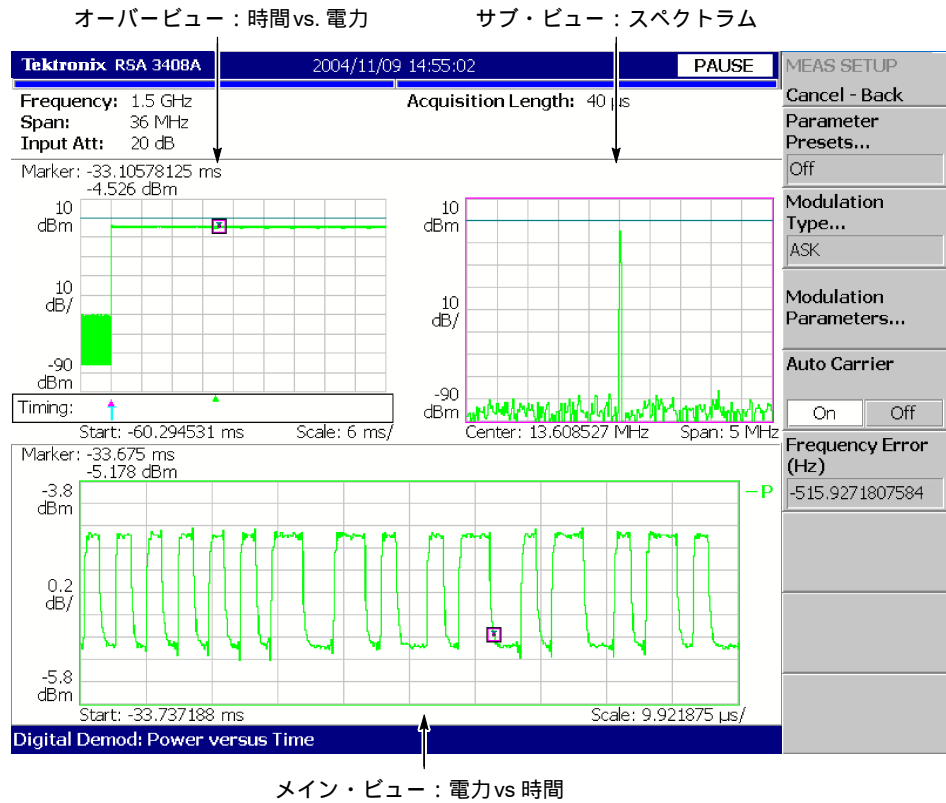 オーバービュー：時間 vs. 電力
サブ・ビュー：スペクトラム
Tektronix RSA 3408A
2004/11/09 14:55:02
PAUSE
Frequency: 1.5 GHz
Acquisition Length: 40 µs
Span: 36 MHz
Input Att: 20 dB
Marker: -33.10578125 ms
-4.526 dBm
10
dBm
10
dB/
-90
dBm
Timing:
Start: -60.294531 ms
Scale: 6 ms/
10
dBm
10
dB/
-90
dBm
Center: 13.608527 MHz
Span: 5 MHz
Marker: -33.675 ms
-5.178 dBm
-3.8
dBm
P
0.2
dB/
-5.8
dBm
Start: -33.737188 ms
Scale: 9.921875 µs/
Digital Demod: Power versus Time
MEAS SETUP
Cancel - Back
Parameter
Presets...
Off
Modulation
Type...
ASK
Modulation
Parameters...
Auto Carrier
On
Off
Frequency Error
(Hz)
-515.9271807584
メイン・ビュー：電力 vs 時間